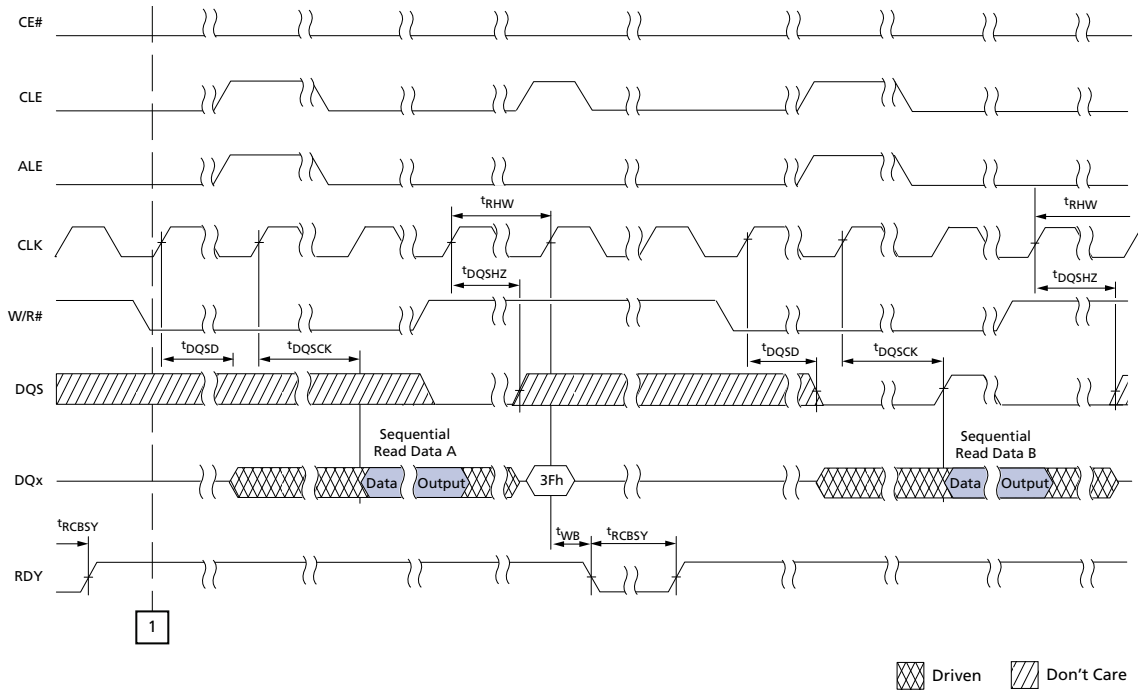 CE#
CLE
ALE
tRHW
tRHW
CLK
tDQSHZ
tDQSHZ
W/R#
tDQSD
tDQSCK
tDQSD
tDQSCK
DQS
Sequential
Read Data A
Sequential
Read Data B
DQx
Data
Output
3Fh
Data
Output
tRCBSY
tWB
tRCBSY
RDY
1
Driven
Don't Care